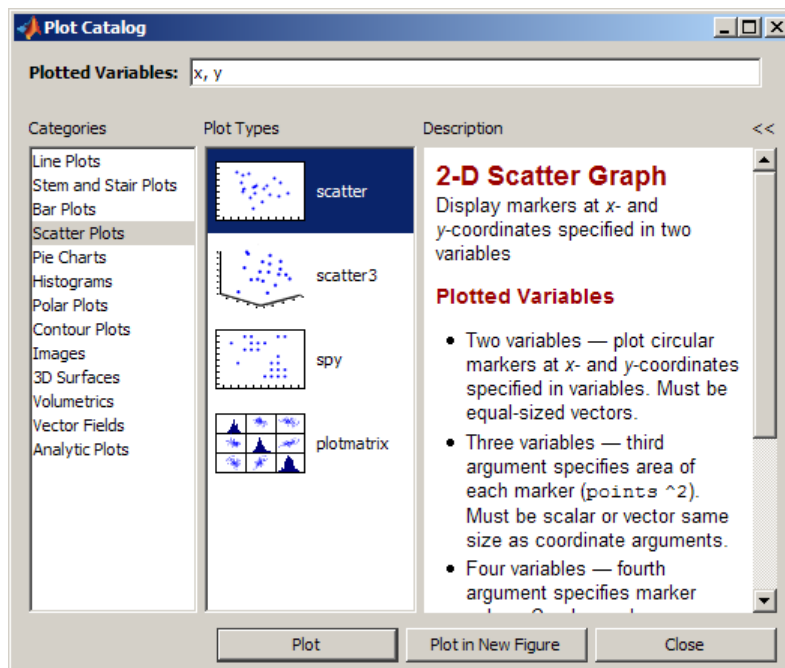 Plot Catalog
Plotted Variables: x, y
Categories
Plot Types
Description
<<
Line Plots
Stem and Stair Plots
Bar Plots
Scatter Plots
Pie Charts
Histograms
Polar Plots
Contour Plots
Images
3D Surfaces
Volumetrics
Vector Fields
Analytic Plots
scatter
scatter3
spy
plotmatrix
2-D Scatter Graph
Display markers at x- and
y-coordinates specified in two
variables
Plotted Variables
• Two variables — plot circular
markers at x- and y-coordinates
specified in variables. Must be
equal-sized vectors.
• Three variables — third
argument specifies area of
each marker (points ^2).
Must be scalar or vector same
size as coordinate arguments.
• Four variables — fourth
argument specifies marker
Plot
Plot in New Figure
Close